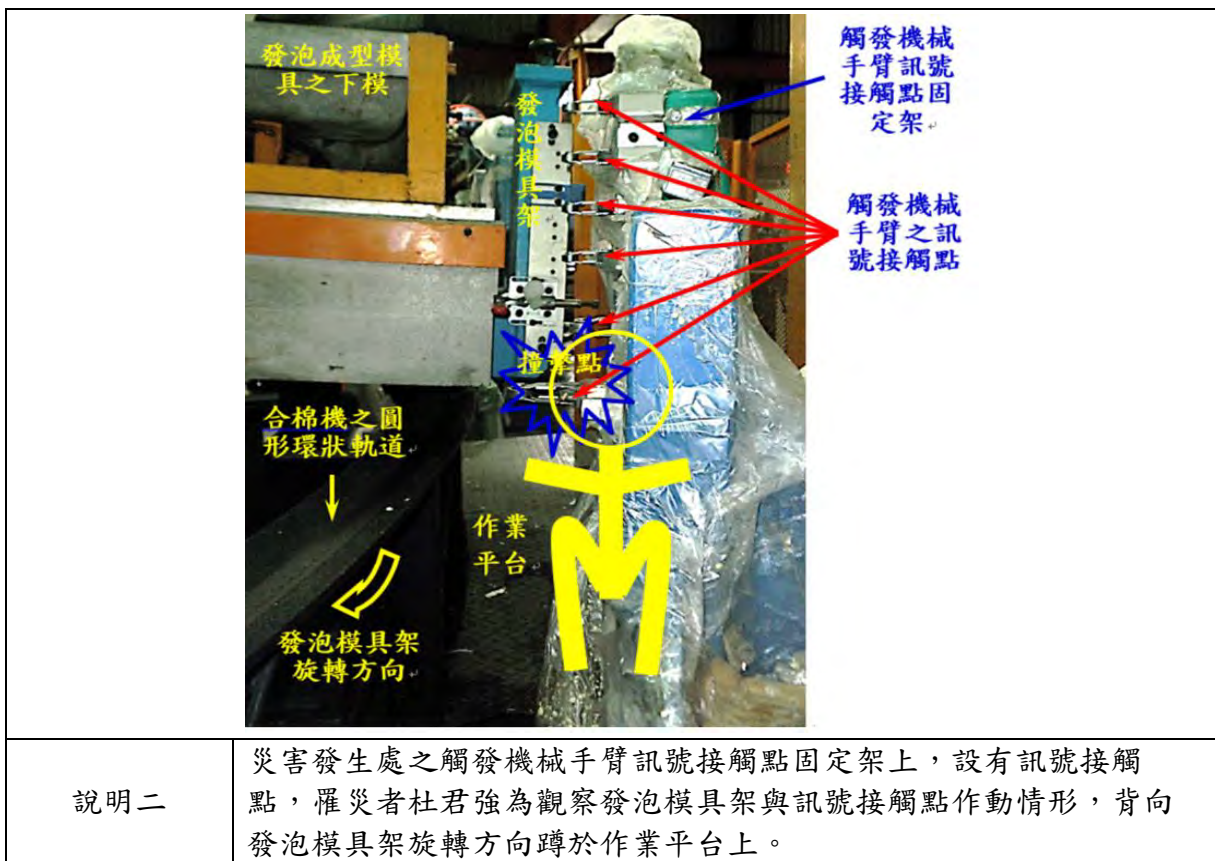 發泡成型模
具之下模
發泡模具架
觸發機械
手臂訊號
接觸點固
定架
觸發機械
手臂之訊
號接觸點
撞擊點
合棉機之圓
形環狀軌道
作業
平台
發泡模具架
旋轉方向
說明二
災害發生處之觸發機械手臂訊號接觸點固定架上，設有訊號接觸
點，罹災者杜君強為觀察發泡模具架與訊號接觸點作動情形，背向
發泡模具架旋轉方向蹲於作業平台上。